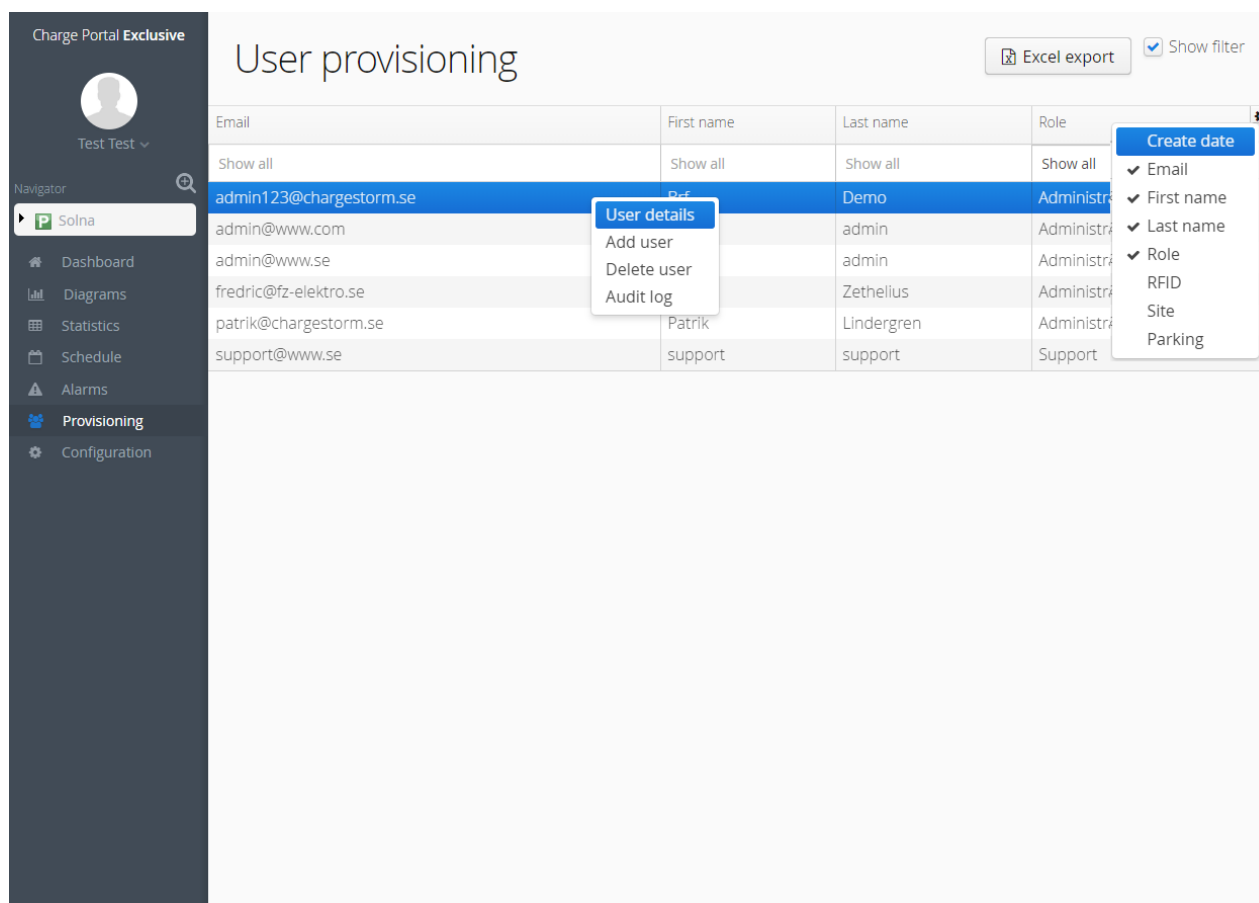 Charge Portal Exclusive
Test Test
Navigator
Solna
Dashboard
Diagrams
Statistics
Schedule
Alarms
Provisioning
Configuration
User provisioning
Excel export
Show filter
Email First name Last name Role
Show all Show all Show all Show all
admin123@chargestorm.se Brf Demo
admin@www.com admin
admin@www.se admin
fredric@fz-elektro.se Zethelius
patrik@chargestorm.se Patrik Lindergren
support@www.se support support Support
User details
Add user
Delete user
Audit log
Create date
Email
First name
Last name
Role
RFID
Site
Parking